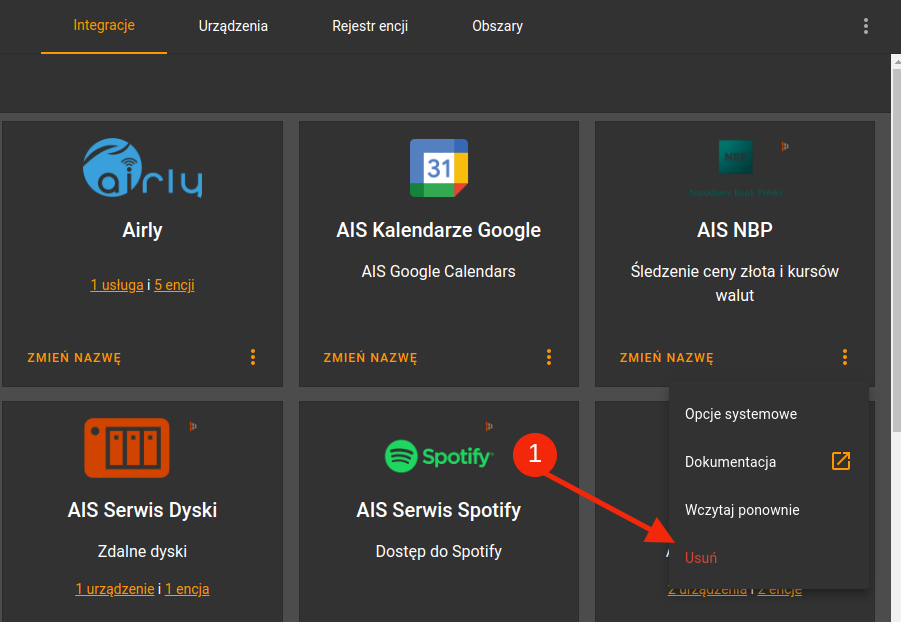 Integracje
Urządzenia
Rejestr encji
Obszary
airly
Airly
1 usługa i 5 encji
ZMIEŃ NAZWĘ
31
AIS Kalendarze Google
AIS Google Calendars
ZMIEŃ NAZWĘ
NBP
Narodowy Bank Polski
AIS NBP
Śledzenie ceny złota i kursów
walut
ZMIEŃ NAZWĘ
Opcje systemowe
Dokumentacja
Wczytaj ponownie
Usuń
AIS Serwis Dyski
Zdalne dyski
1 urządzenie i 1 encja
Spotify
AIS Serwis Spotify
Dostęp do Spotify
1
2 urządzenia i 2 encje